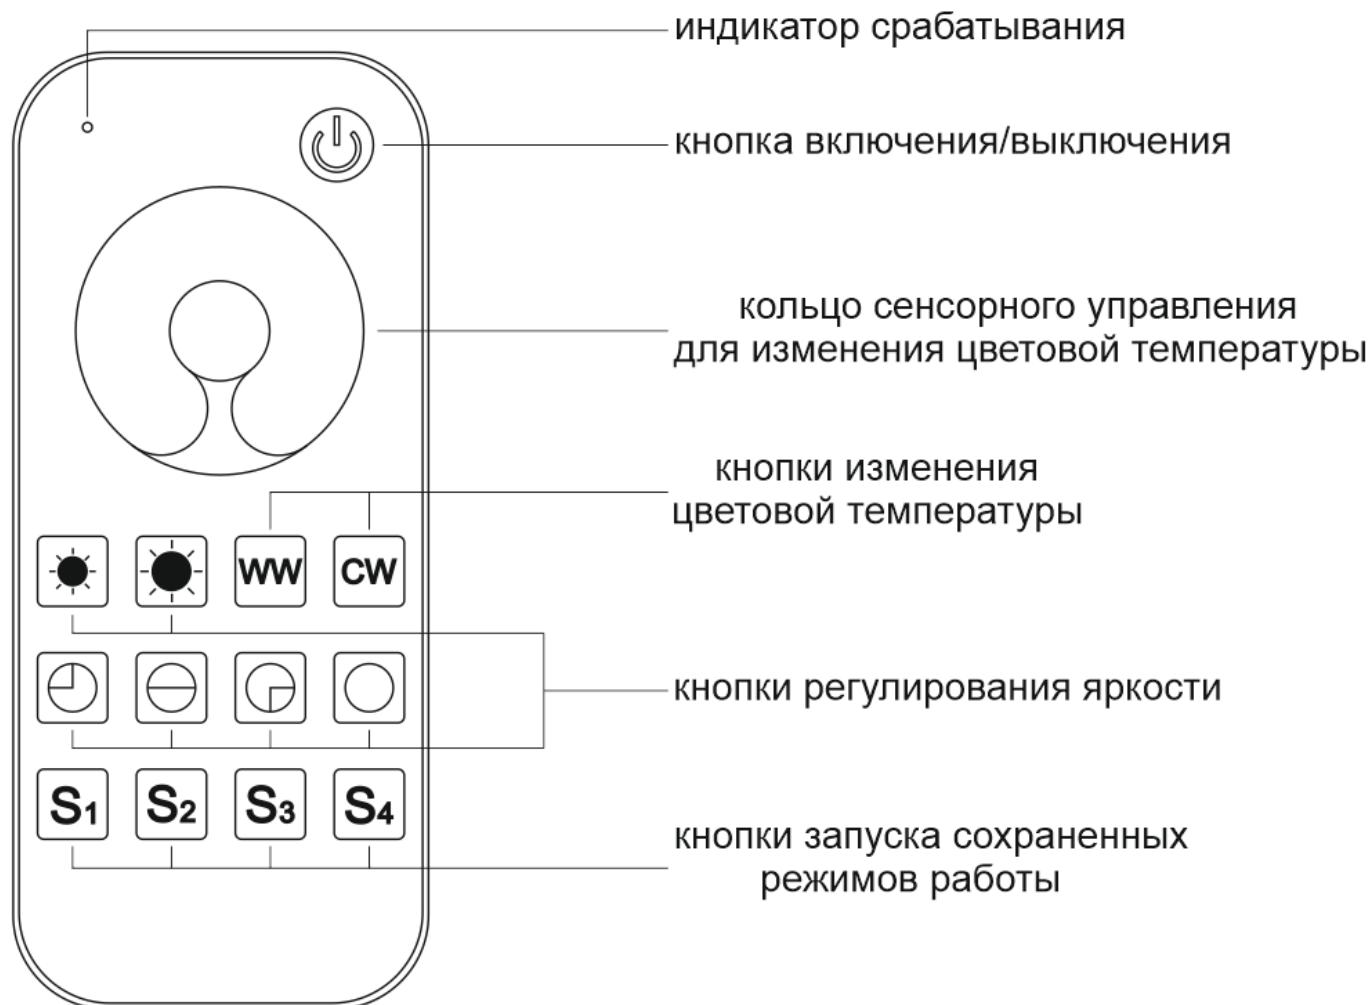 индикатор срабатывания
кнопка включения/выключения
кольцо сенсорного управления
для изменения цветовой температуры
кнопки изменения
цветовой температуры
WW CW
кнопки регулирования яркости
S1 S2 S3 S4
кнопки запуска сохраненных
режимов работы